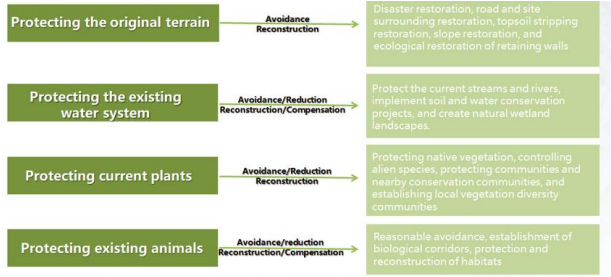 Protecting the original terrain
Avoidance
Reconstruction
Disaster restoration, road and site
surrounding restoration, topsoil stripping
restoration, slope restoration, and
ecological restoration of retaining walls
Protecting the existing
water system
Avoidance/Reduction
Reconstruction/Compensation
Protect the current streams and rivers,
implement soil and water conservation
projects, and create natural wetland
landscapes.
Protecting current plants
Avoidance/Reduction
Reconstruction
Protecting native vegetation, controlling
alien species, protecting communities and
nearby conservation communities, and
establishing local vegetation diversity
communities
Protecting existing animals
Avoidance/reduction
Reconstruction/Compensation
Reasonable avoidance, establishment of
biological corridors, protection and
reconstruction of habitats